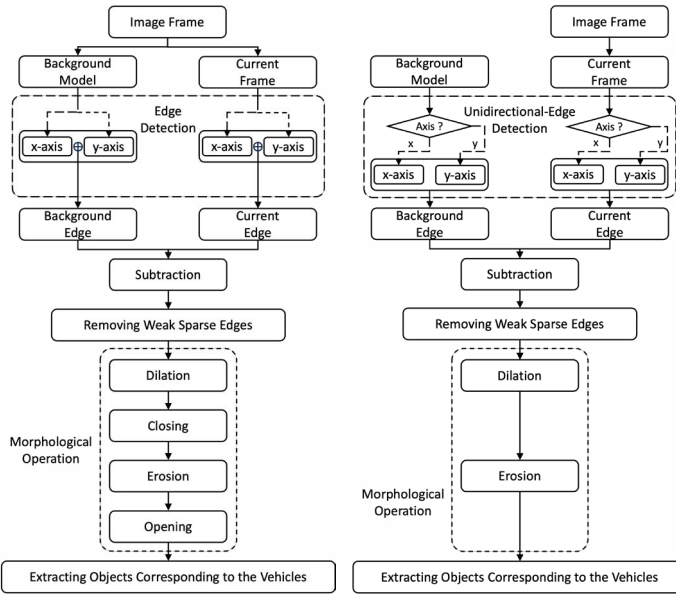 Image Frame
Background
Model
Current
Frame
Edge
Detection
x-axis
y-axis
x-axis
y-axis
Background
Edge
Current
Edge
Subtraction
Removing Weak Sparse Edges
Dilation
Closing
Morphological
Operation
Erosion
Opening
Extracting Objects Corresponding to the Vehicles
Image Frame
Background
Model
Current
Frame
Unidirectional-Edge
Detection
Axis ?
x
y
Axis ?
x
y
x-axis
y-axis
x-axis
y-axis
Background
Edge
Current
Edge
Subtraction
Removing Weak Sparse Edges
Dilation
Erosion
Morphological
Operation
Extracting Objects Corresponding to the Vehicles